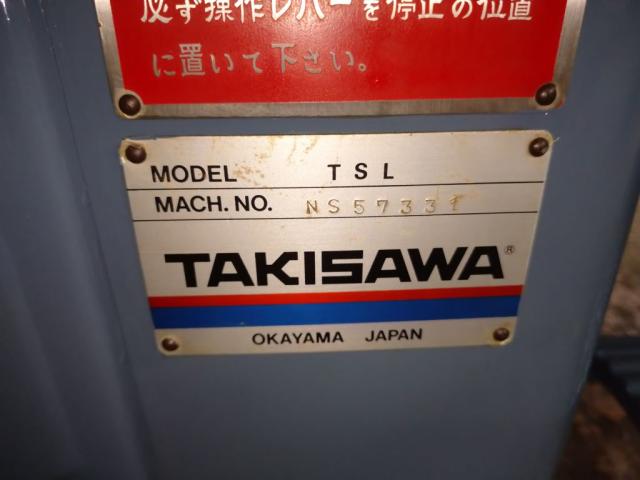 必ず操作レバーを停止の位置
に置いて下さい。
MODEL TSL
MACH. NO. NS57331
TAKISAWA®
OKAYAMA JAPAN